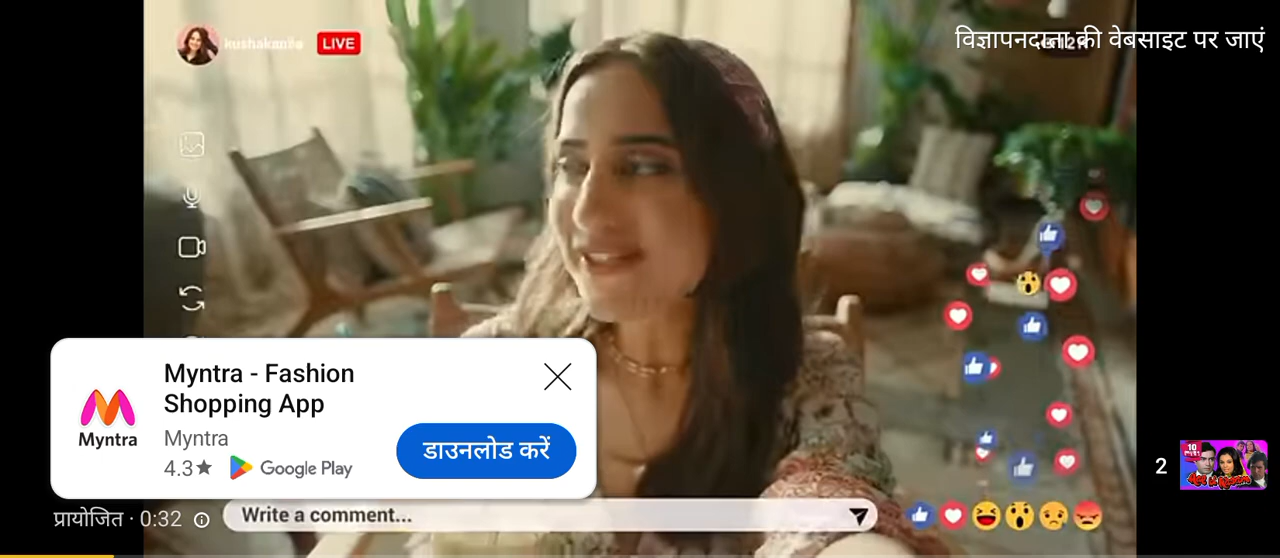 kushakapila
LIVE
विज्ञापनदाता की वेबसाइट पर जाएं
Myntra - Fashion
Shopping App
Myntra
Myntra
4.3★ Google Play
डाउनलोड करें
2
10
प्रायोजित · 0:32
Write a comment...